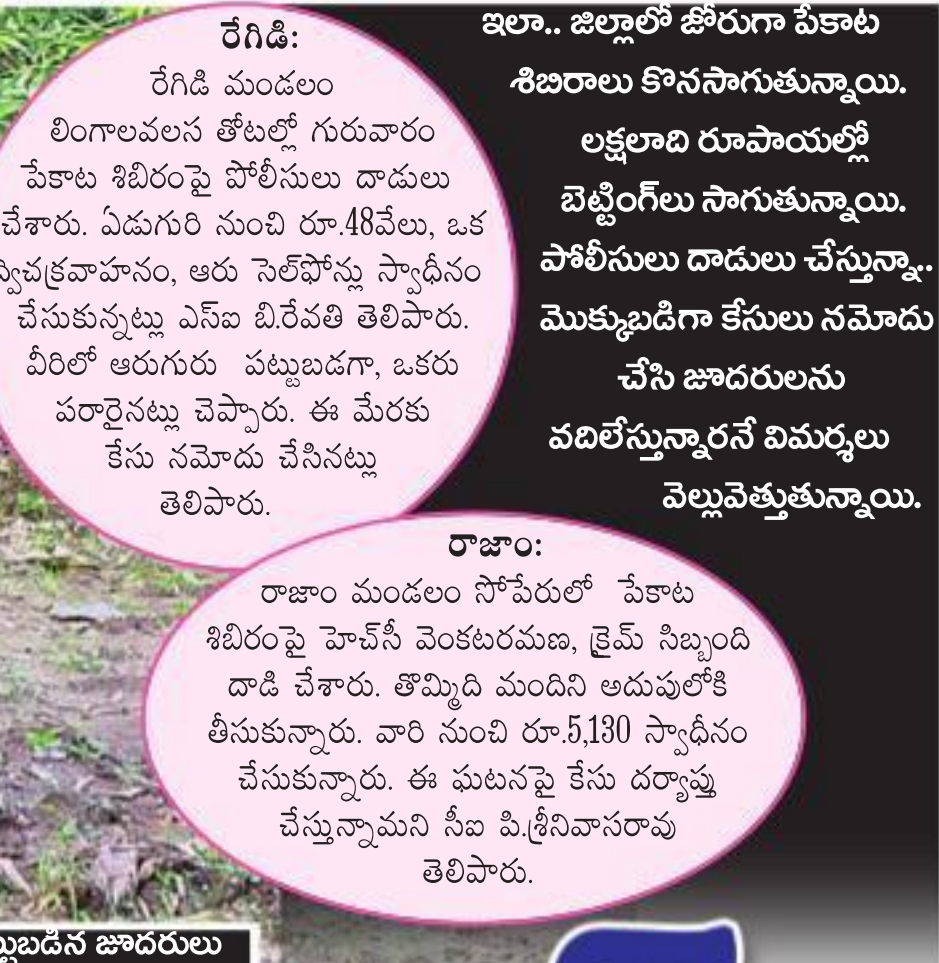 రేగిడి:
రేగిడి మండలం
లింగాలవలస తోటల్లో గురువారం
పేకాట శిబిరంపై పోలీసులు దాడులు
చేశారు. ఏడుగురి నుంచి రూ.48వేలు, ఒక
ద్విచక్రవాహనం, ఆరు సెల్‌ఫోన్లు స్వాధీనం
చేసుకున్నట్లు ఎస్ఐ బి.రేవతి తెలిపారు.
వీరిలో ఆరుగురు పట్టుబడగా, ఒకరు
పరారైనట్లు చెప్పారు. ఈ మేరకు
కేసు నమోదు చేసినట్లు
తెలిపారు.
ఇలా.. జిల్లాలో జోరుగా పేకాట
శిబిరాలు కొనసాగుతున్నాయి.
లక్షలాది రూపాయల్లో
బెట్టింగ్‌లు సాగుతున్నాయి.
పోలీసులు దాడులు చేస్తున్నా..
మొక్కుబడిగా కేసులు నమోదు
చేసి జూదరులను
వదిలేస్తున్నారనే విమర్శలు
వెల్లువెత్తుతున్నాయి.
రాజాం:
రాజాం మండలం సోపేరులో పేకాట
శిబిరంపై హెచ్‌సీ వెంకటరమణ, క్రైమ్ సిబ్బంది
దాడి చేశారు. తొమ్మిది మందిని అదుపులోకి
తీసుకున్నారు. వారి నుంచి రూ.5,130 స్వాధీనం
చేసుకున్నారు. ఈ ఘటనపై కేసు దర్యాప్తు
చేస్తున్నామని సీఐ పి.శ్రీనివాసరావు
తెలిపారు.
జూదరులు